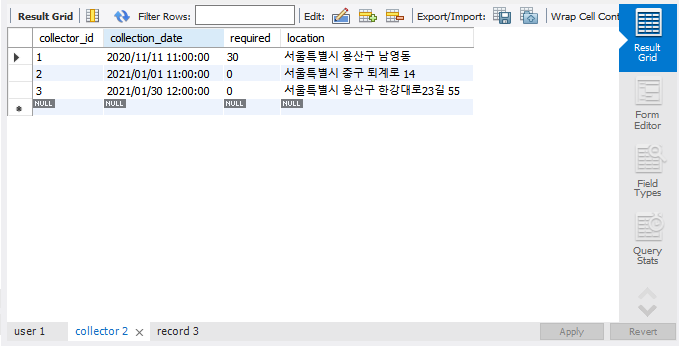 Result Grid Filter Rows: Edit: Export/Import: Wrap Cell Cont
collector_id collection_date required location
1 2020/11/11 11:00:00 30 서울특별시 용산구 남영동
2 2021/01/01 11:00:00 0 서울특별시 중구 퇴계로 14
3 2021/01/30 12:00:00 0 서울특별시 용산구 한강대로23길 55
NULL NULL NULL NULL
Result
Grid
Form
Editor
Field
Types
Query
Stats
user 1 collector 2 record 3 Apply Revert